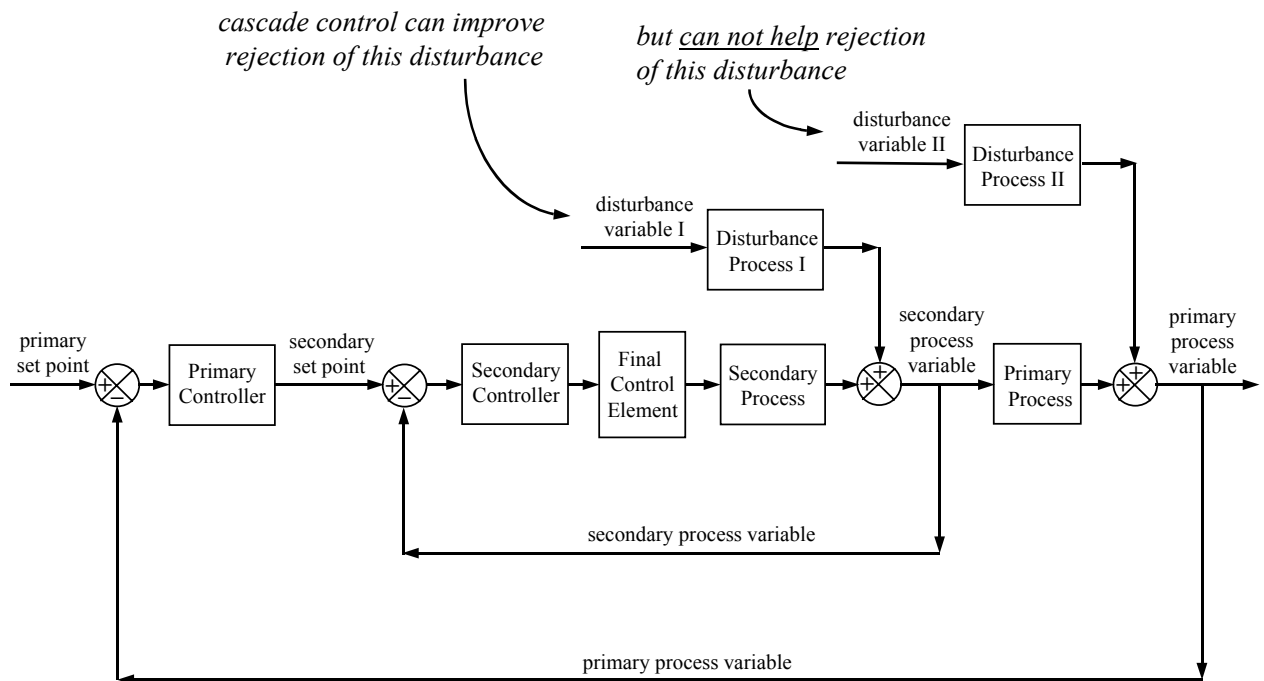 cascade control can improve
rejection of this disturbance
but can not help rejection
of this disturbance
disturbance
variable II
Disturbance
Process II
disturbance
variable I
Disturbance
Process I
primary
set point
+
−
Primary
Controller
secondary
set point
+
−
Secondary
Controller
Final
Control
Element
Secondary
Process
+
+
secondary
process
variable
Primary
Process
+
+
primary
process
variable
secondary process variable
primary process variable